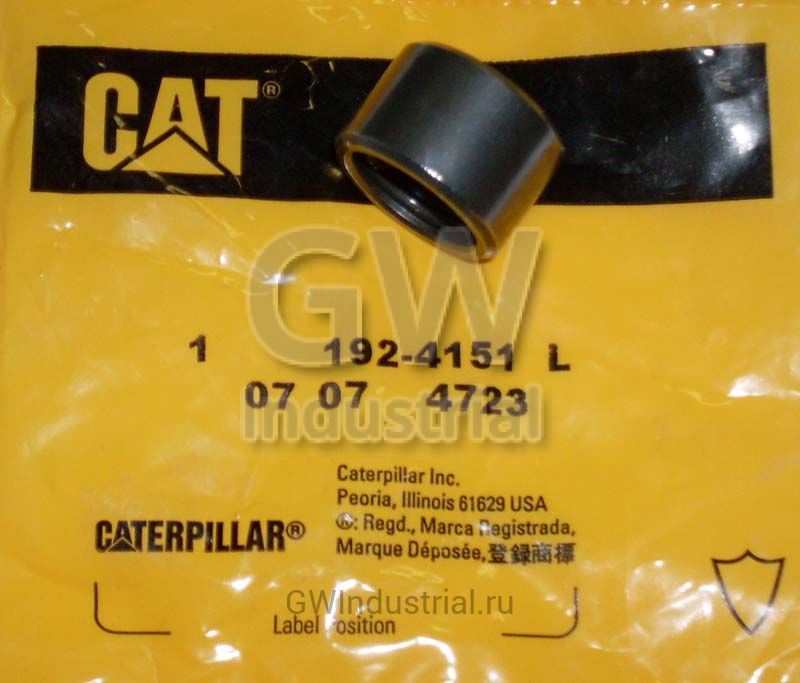 CAT®
GW
1 192-4151 L
07 07 4723
Industrial
Caterpillar Inc.
Peoria, Illinois 61629 USA
®: Regd., Marca Registrada,
CATERPILLAR®
Marque Déposée,登録商標
GWIndustrial.ru
Label Position